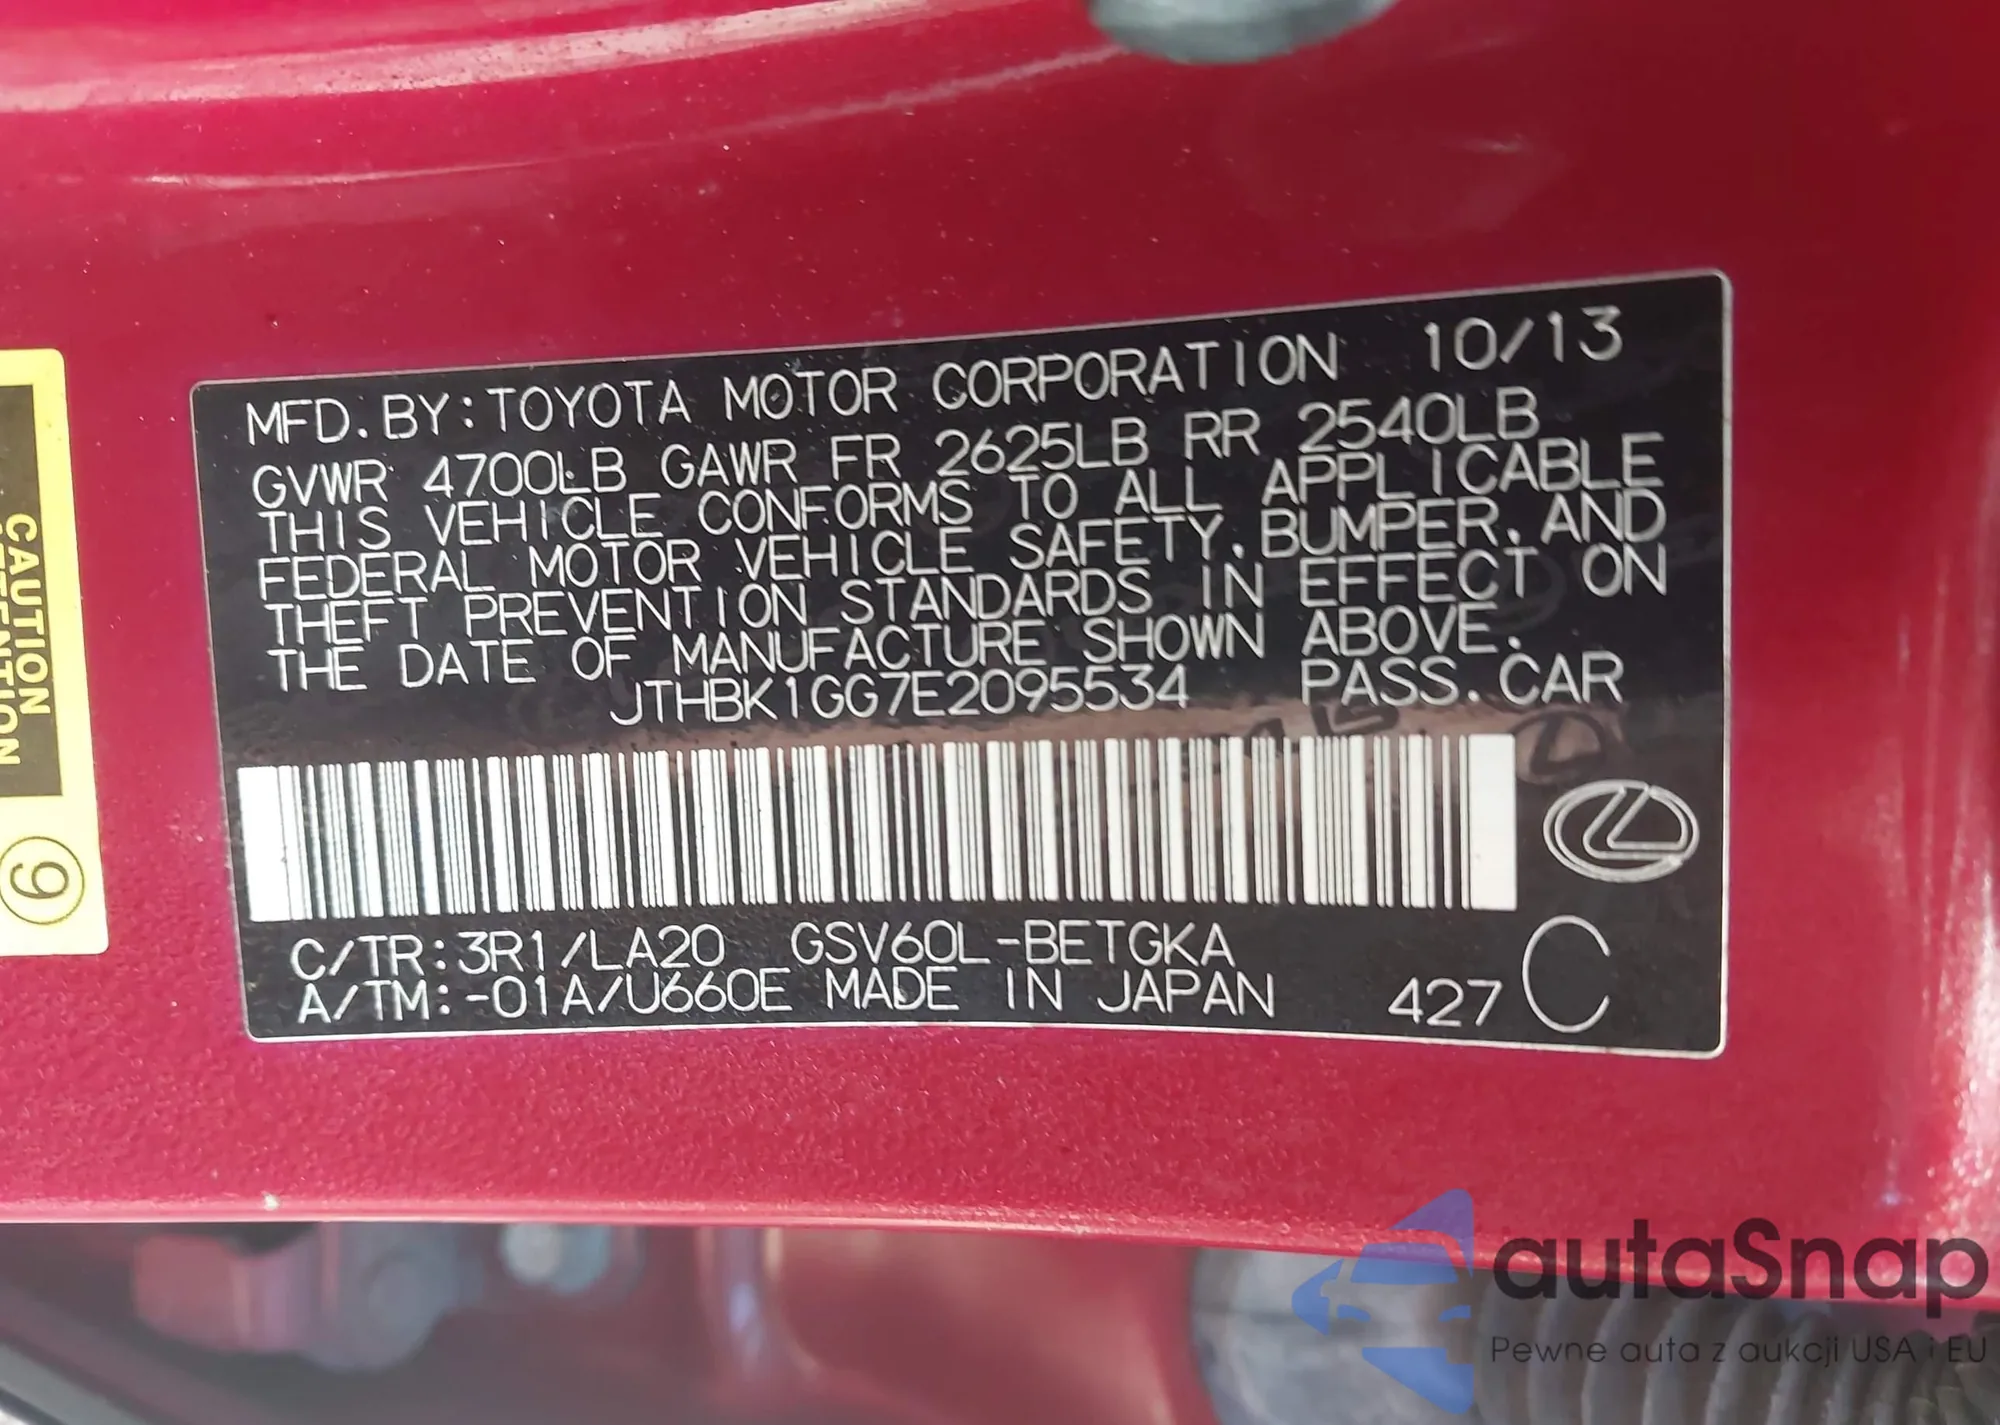 MFD. BY: TOYOTA MOTOR CORPORATION 10/13
GVWR 4700LB GAWR FR 2625LB RR 2540LB
THIS VEHICLE CONFORMS TO ALL APPLICABLE
FEDERAL MOTOR VEHICLE SAFETY, BUMPER, AND
THEFT PREVENTION STANDARDS IN EFFECT ON
THE DATE OF MANUFACTURE SHOWN ABOVE.
JTHBK1GG7E2095534 PASS. CAR
C/TR: 3R1/LA20 GSV60L-BETGKA
A/TM: -01A/U660E MADE IN JAPAN 427 C
CAUTION
9
autaSnap
Pewne auta z aukcji USA i EU